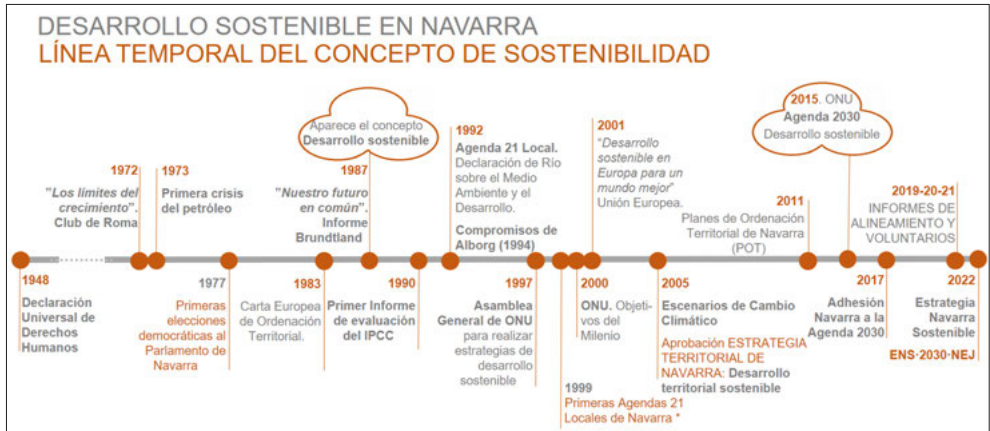 DESARROLLO SOSTENIBLE EN NAVARRA
LÍNEA TEMPORAL DEL CONCEPTO DE SOSTENIBILIDAD
1948
Declaración
Universal de
Derechos
Humanos
1972
"Los límites del
crecimiento".
Club de Roma
1973
Primera crisis
del petróleo
1977
Primeras
elecciones
democráticas al
Parlamento de
Navarra
1983
Carta Europea
de Ordenación
Territorial.
Aparece el concepto
Desarrollo sostenible
1987
"Nuestro futuro
en común".
Informe
Brundtland
1990
Primer Informe
de evaluación
del IPCC
1992
Agenda 21 Local.
Declaración de Río
sobre el Medio
Ambiente y el
Desarrollo.
Compromisos de
Alborg (1994)
1997
Asamblea
General de ONU
para realizar
estrategias de
desarrollo
sostenible
1999
Primeras Agendas 21
Locales de Navarra *
2000
ONU. Objeti-
vos del
Milenio
2001
"Desarrollo
sostenible en
Europa para un
mundo mejor"
Unión Europea.
2005
Escenarios de Cambio
Climático
Aprobación ESTRATEGIA
TERRITORIAL DE
NAVARRA: Desarrollo
territorial sostenible
2011
Planes de Ordenación
Territorial de Navarra
(POT)
2015. ONU
Agenda 2030
Desarrollo sostenible
2017
Adhesión
Navarra a la
Agenda 2030
2019-20-21
INFORMES DE
ALINEAMIENTO Y
VOLUNTARIOS
2022
Estrategia
Navarra
Sostenible
ENS·2030·NEJ